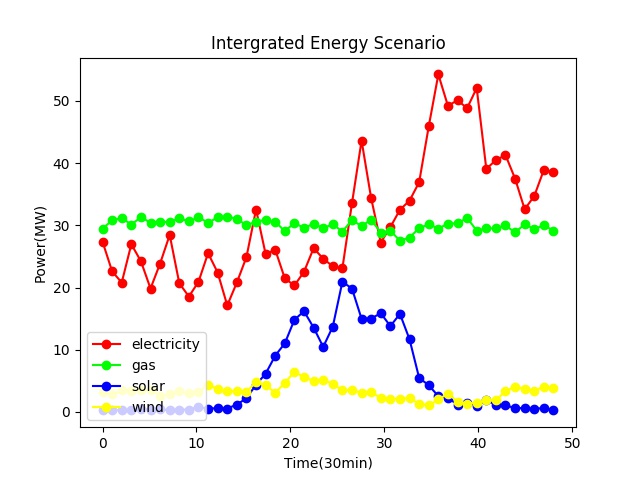 Intergrated Energy Scenario
Power(MW)
50
40
30
20
10
0
electricity
gas
solar
wind
0 10 20 30 40 50
Time(30min)